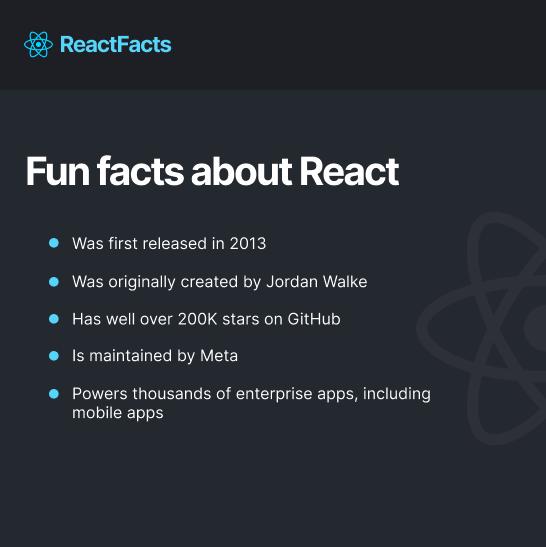 ReactFacts
Fun facts about React
Was first released in 2013
Was originally created by Jordan Walke
Has well over 200K stars on GitHub
Is maintained by Meta
Powers thousands of enterprise apps, including
mobile apps